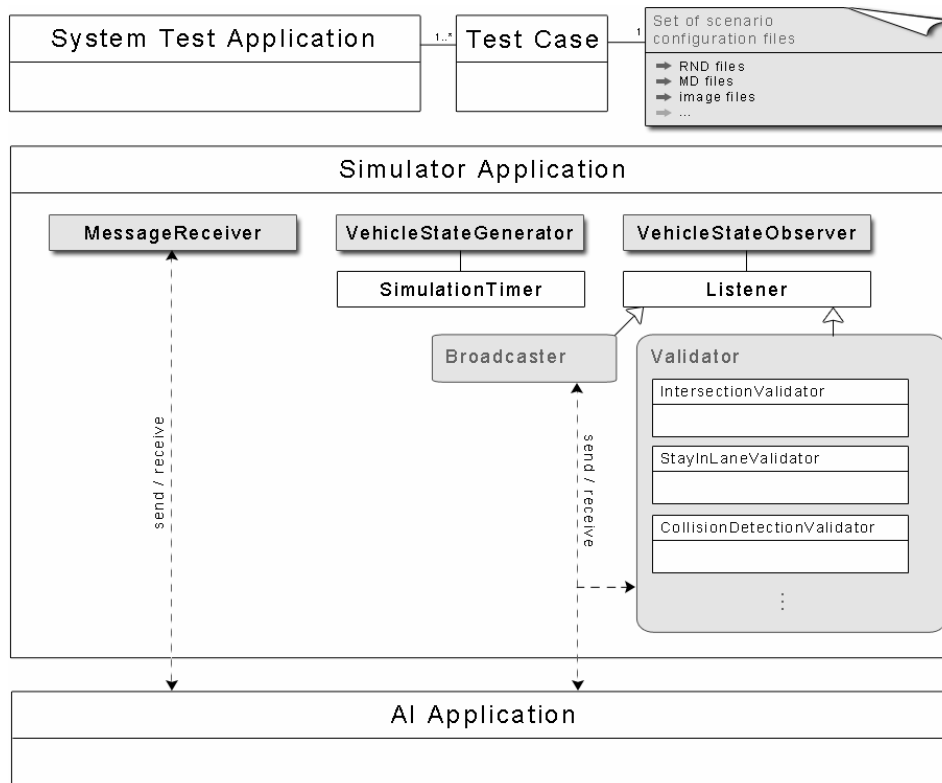 System Test Application
1..*
Test Case
1
Set of scenario
configuration files
RND files
MD files
image files
...
Simulator Application
MessageReceiver
VehicleStateGenerator
VehicleStateObserver
SimulationTimer
Listener
Broadcaster
Validator
IntersectionValidator
StayInLaneValidator
CollisionDetectionValidator
send / receive
send / receive
AI Application